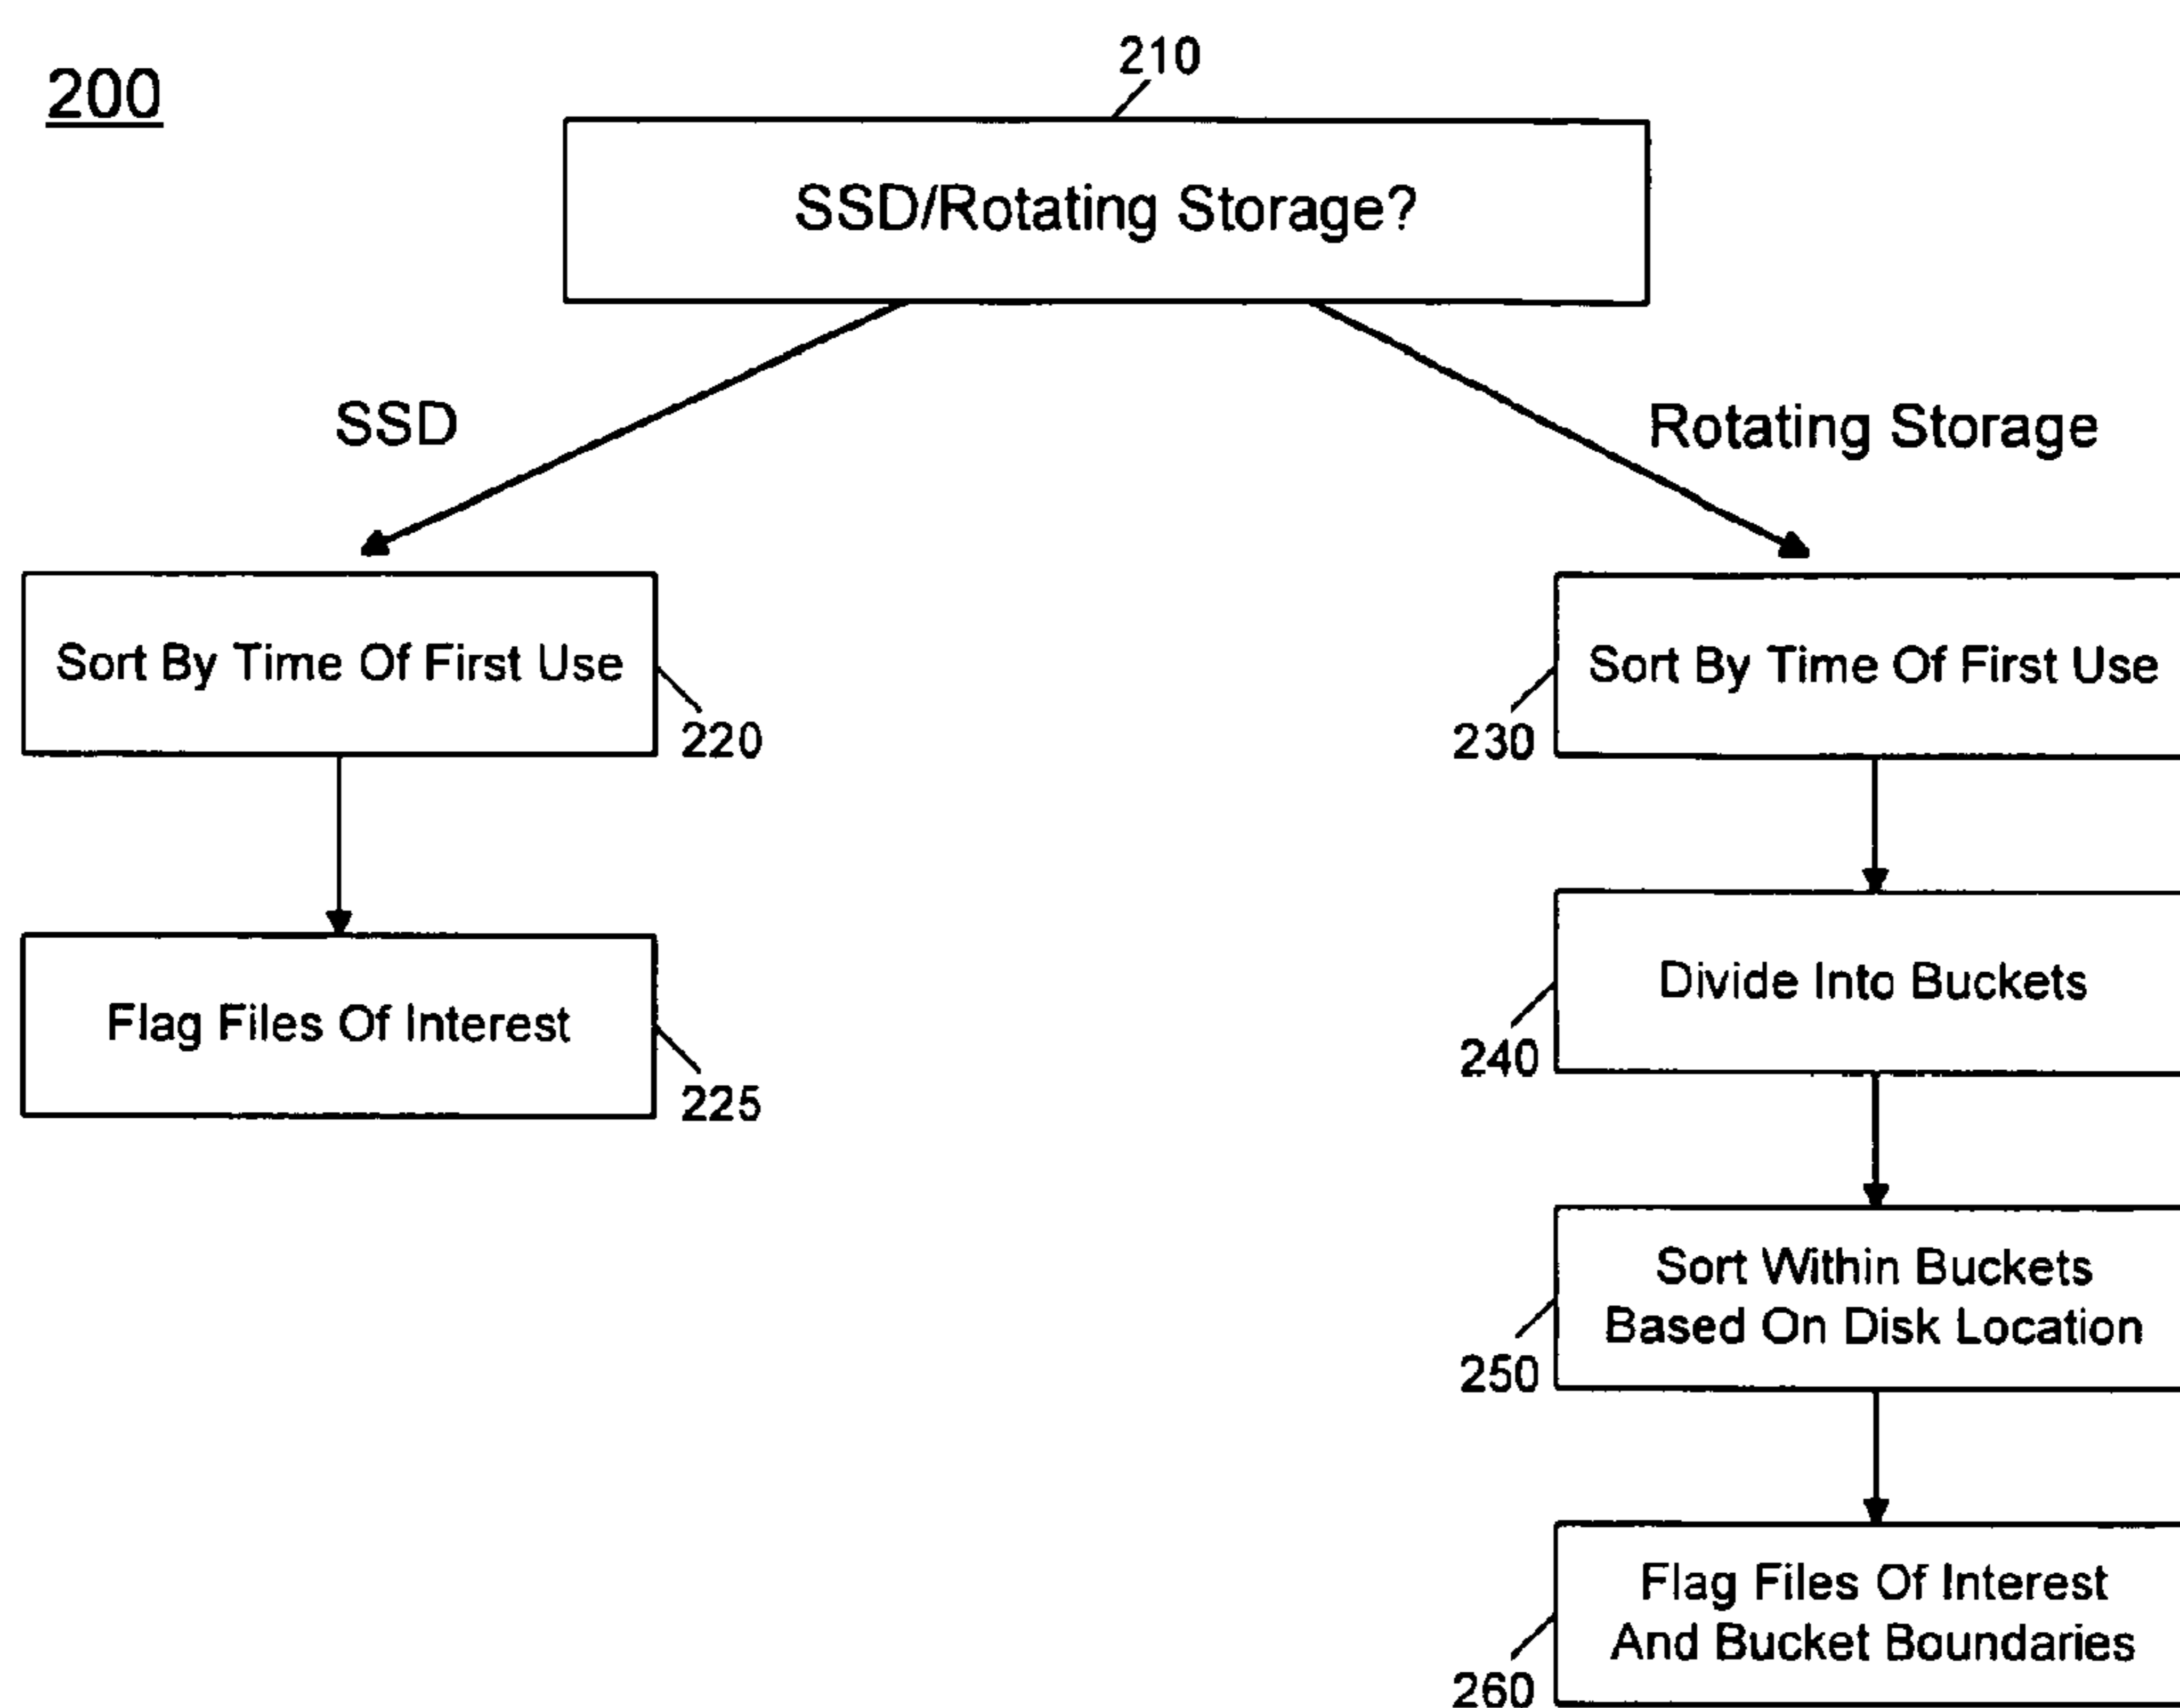 200
210
SSD/Rotating Storage?
SSD
Rotating Storage
Sort By Time Of First Use
220
Sort By Time Of First Use
230
Flag Files Of Interest
225
Divide Into Buckets
240
Sort Within Buckets
Based On Disk Location
250
Flag Files Of Interest
And Bucket Boundaries
260